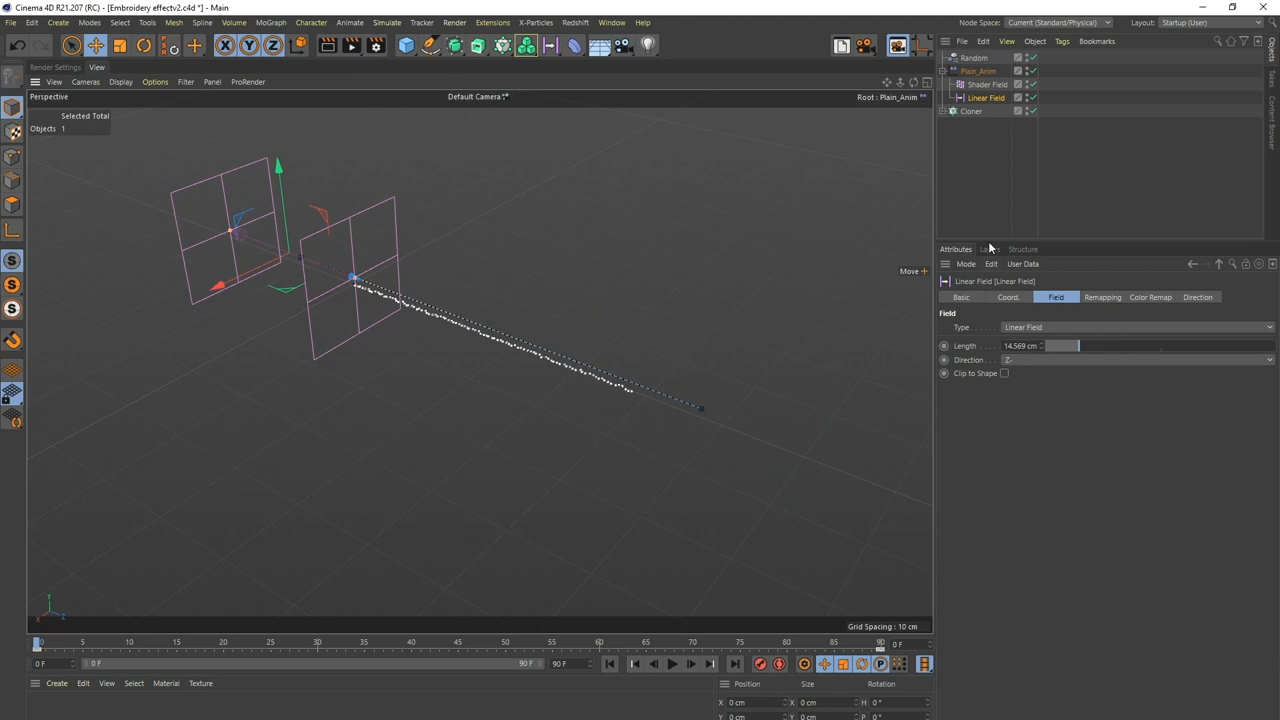 Cinema 4D R21.207 (RC) - [Embroidery effectv2.c4d *] - Main
File Edit Create Modes Select Tools Spline Volume MoGraph Character Animate Simulate Tracker Render Extensions X-Particles Redshift Window Help
Node Space: Current (Standard/Physical) Layout: Startup (User)
X Y Z
File Edit View Object Tags Bookmarks
Objects
Takes
Content Browser
Random
Render Settings View
Plain_Anim
View Cameras Display Options Filter Panel ProRender
Shader Field
Perspective Default Camera Root : Plain_Anim
Linear Field
Selected Total
Cloner
Objects 1
Attributes Structure
Mode Edit User Data
Move
Linear Field [Linear Field]
Basic Coord. Field Remapping Color Remap Direction
Field
Type Linear Field
Length 14.569 cm
Direction Z-
Clip to Shape
S
S
S
Y
X Z
Grid Spacing : 10 cm
0 5 10 15 20 25 30 35 40 45 50 55 60 65 70 75 80 85 90 0 F
0 F 0 F 90 F 90 F
P
Create Edit View Select Material Texture
Position Size Rotation
X 0 cm X 0 cm H 0 °
Y 0 cm Y 0 cm P 0 °